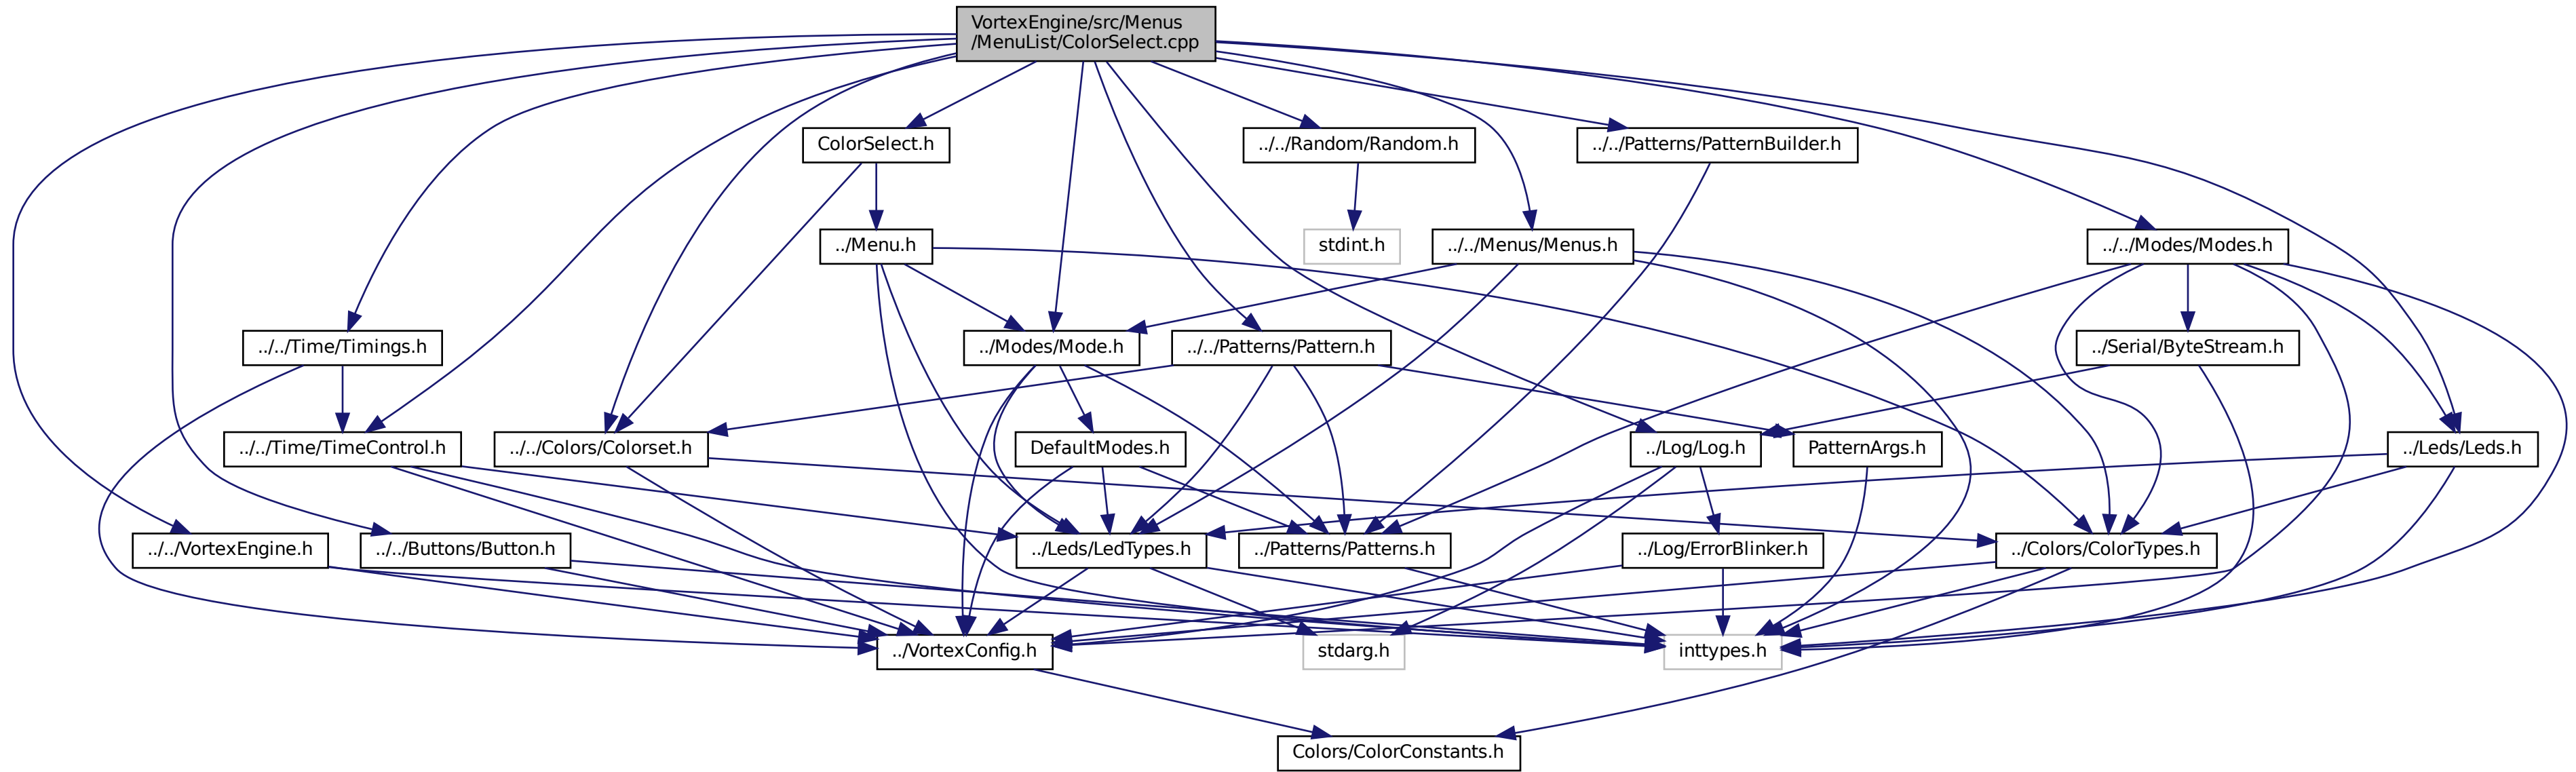 VortexEngine/src/Menus
/MenuList/ColorSelect.cpp
ColorSelect.h
../../Random/Random.h
../../Patterns/PatternBuilder.h
../Menu.h
stdint.h
../../Menus/Menus.h
../../Modes/Modes.h
../../Time/Timings.h
../Modes/Mode.h
../../Patterns/Pattern.h
../Serial/ByteStream.h
../../Time/TimeControl.h
../../Colors/Colorset.h
DefaultModes.h
../Log/Log.h
PatternArgs.h
../Leds/Leds.h
../../VortexEngine.h
../../Buttons/Button.h
../Leds/LedTypes.h
../Patterns/Patterns.h
../Log/ErrorBlinker.h
../Colors/ColorTypes.h
../VortexConfig.h
stdarg.h
inttypes.h
Colors/ColorConstants.h